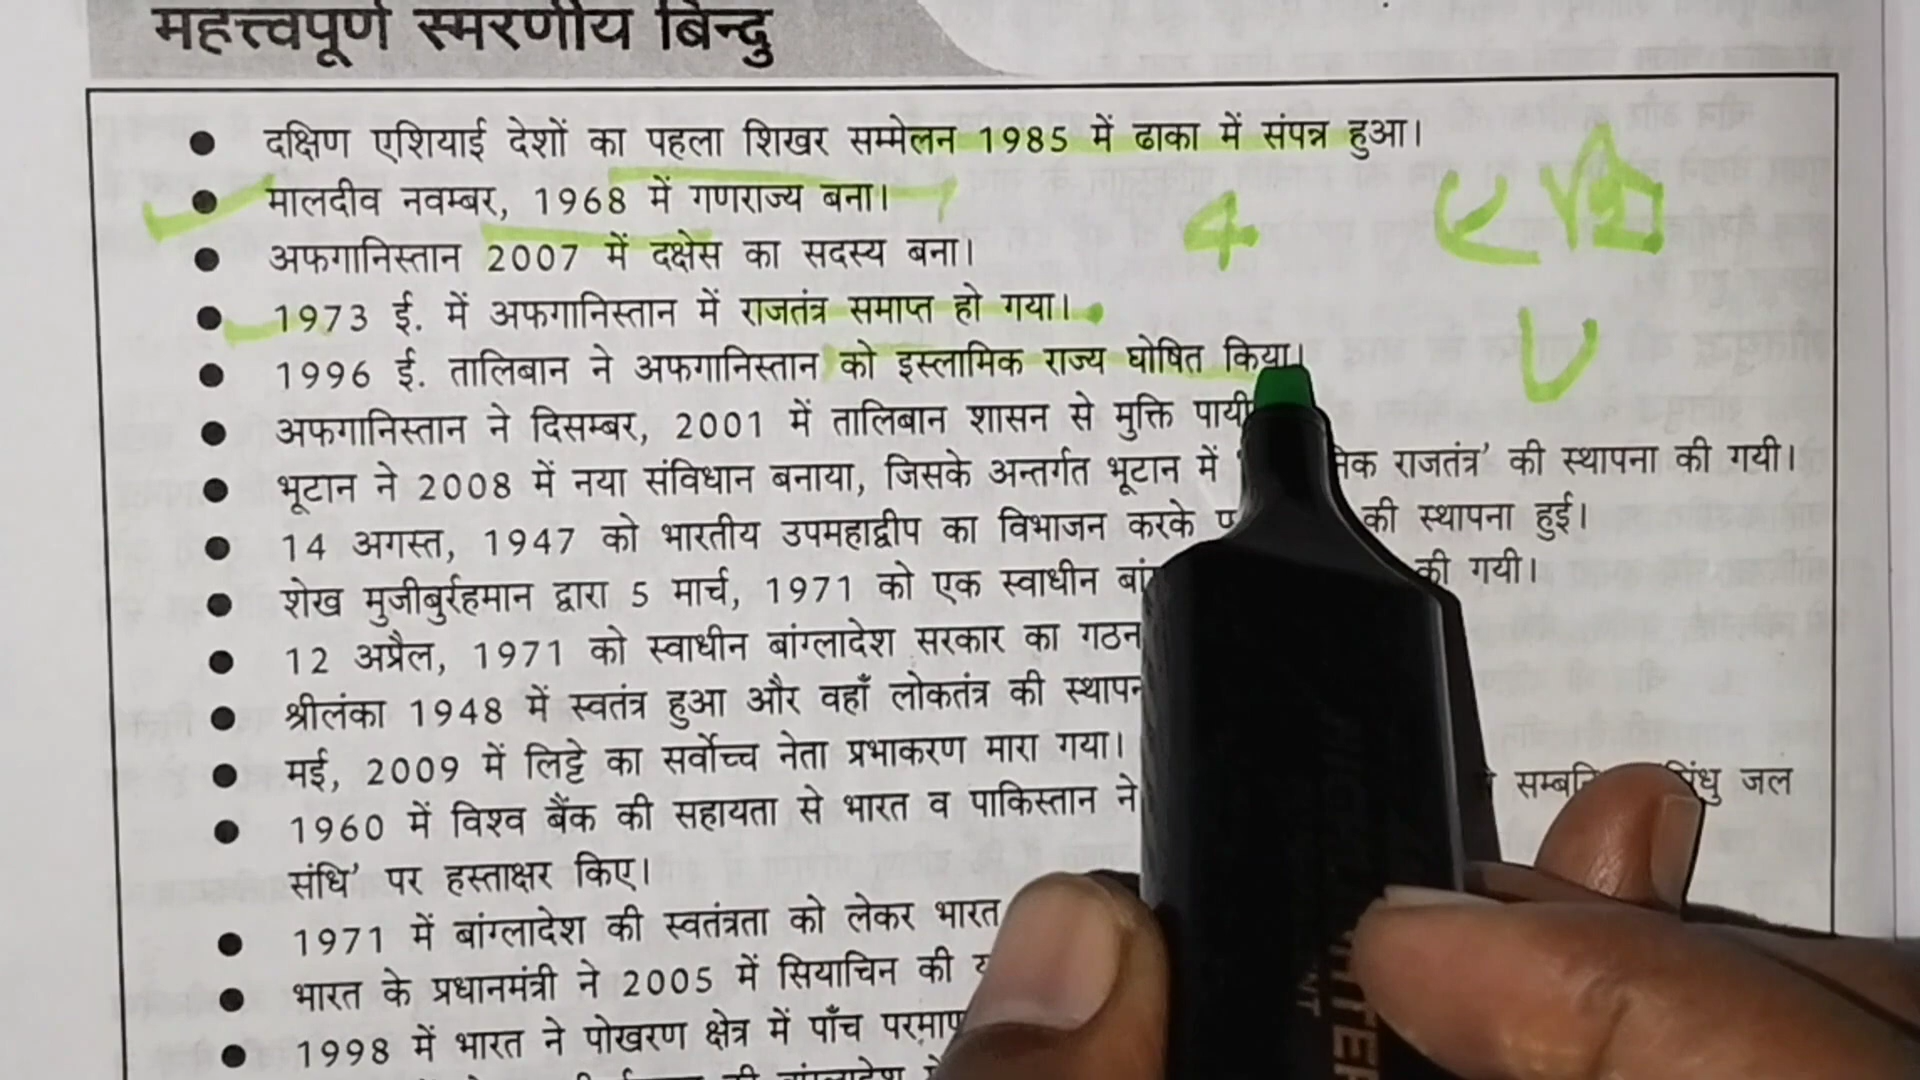 महत्त्वपूर्ण स्मरणीय बिन्दु
● दक्षिण एशियाई देशों का पहला शिखर सम्मेलन 1985 में ढाका में संपन्न हुआ।
● मालदीव नवम्बर, 1968 में गणराज्य बना।
4
● अफगानिस्तान 2007 में दक्षेस का सदस्य बना।
● 1973 ई. में अफगानिस्तान में राजतंत्र समाप्त हो गया।
● 1996 ई. तालिबान ने अफगानिस्तान को इस्लामिक राज्य घोषित किया।
● अफगानिस्तान ने दिसम्बर, 2001 में तालिबान शासन से मुक्ति पायी
● भूटान ने 2008 में नया संविधान बनाया, जिसके अन्तर्गत भूटान में राजतंत्र' की स्थापना की गयी।
● 14 अगस्त, 1947 को भारतीय उपमहाद्वीप का विभाजन करके की स्थापना हुई।
● शेख मुजीबुर्रहमान द्वारा 5 मार्च, 1971 को एक स्वाधीन की गयी।
● 12 अप्रैल, 1971 को स्वाधीन बांग्लादेश सरकार का गठन
● श्रीलंका 1948 में स्वतंत्र हुआ और वहाँ लोकतंत्र की
● मई, 2009 में लिट्टे का सर्वोच्च नेता प्रभाकरण मारा गया।
● 1960 में विश्व बैंक की सहायता से भारत व पाकिस्तान ने जल
संधि' पर हस्ताक्षर किए।
● 1971 में बांग्लादेश की स्वतंत्रता को लेकर भारत
● भारत के प्रधानमंत्री ने 2005 में सियाचिन की
● 1998 में भारत ने पोखरण क्षेत्र में पाँच